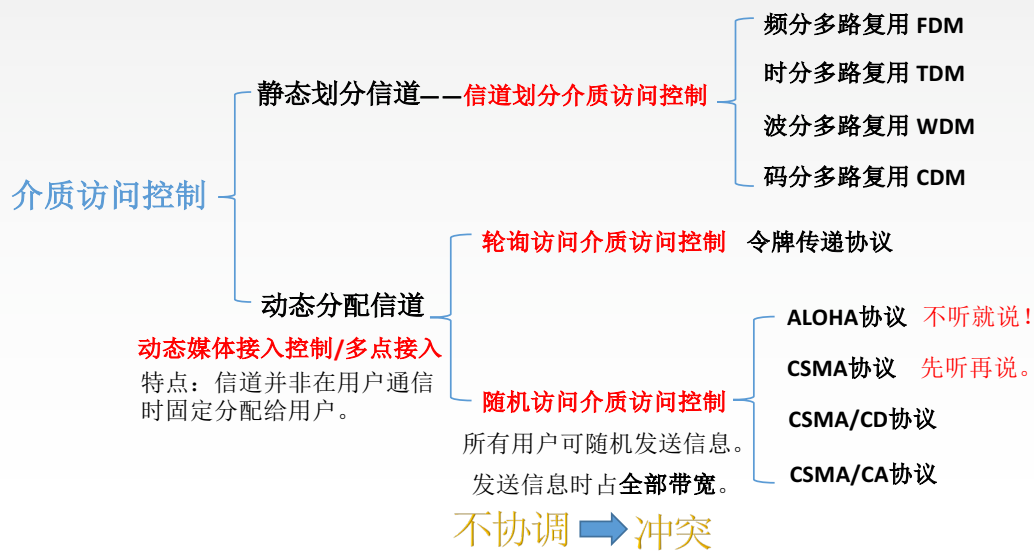 频分多路复用 FDM
时分多路复用 TDM
静态划分信道——信道划分介质访问控制
波分多路复用 WDM
码分多路复用 CDM
介质访问控制
轮询访问介质访问控制 令牌传递协议
动态分配信道
ALOHA协议 不听就说！
动态媒体接入控制/多点接入
CSMA协议 先听再说。
特点：信道并非在用户通信
时固定分配给用户。
随机访问介质访问控制
CSMA/CD协议
所有用户可随机发送信息。
CSMA/CA协议
发送信息时占全部带宽。
不协调 冲突